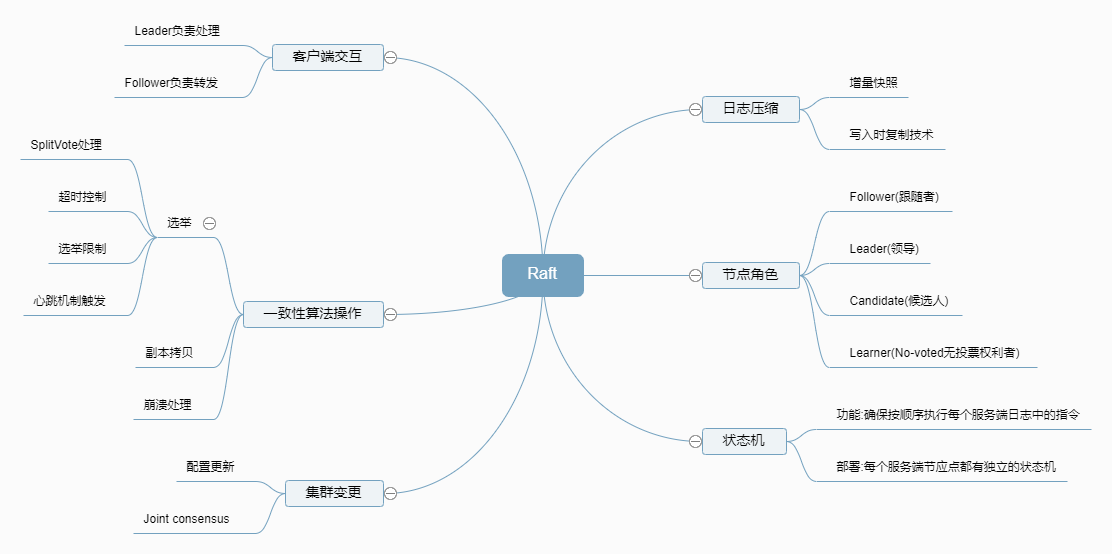 Raft
客户端交互
Leader负责处理
Follower负责转发
一致性算法操作
选举
SplitVote处理
超时控制
选举限制
心跳机制触发
副本拷贝
崩溃处理
集群变更
配置更新
Joint consensus
日志压缩
增量快照
写入时复制技术
节点角色
Follower(跟随者)
Leader(领导)
Candidate(候选人)
Learner(No-voted无投票权利者)
状态机
功能:确保按顺序执行每个服务端日志中的指令
部署:每个服务端节应点都有独立的状态机